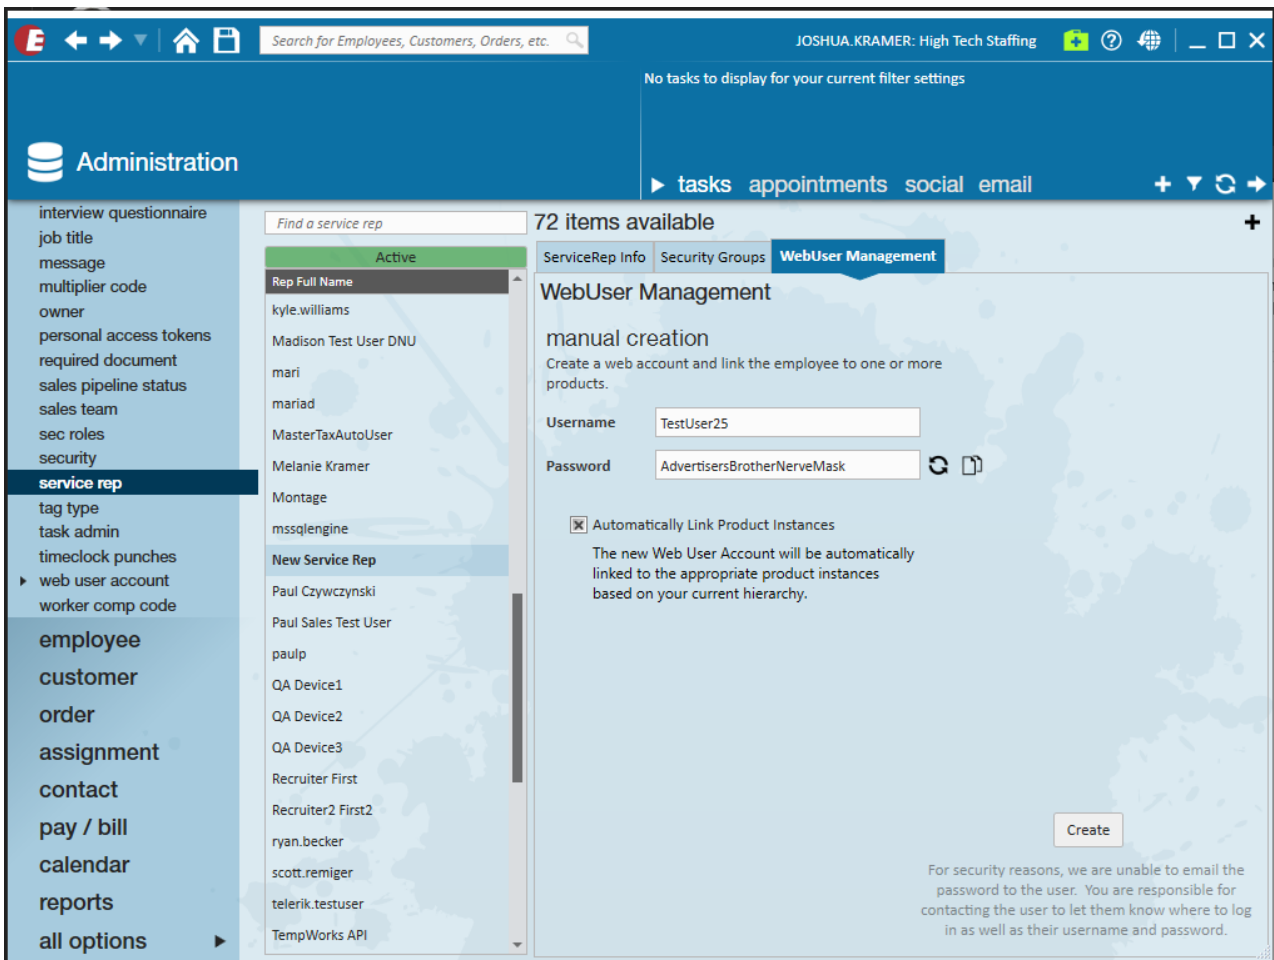 E
Search for Employees, Customers, Orders, etc.
JOSHUA.KRAMER: High Tech Staffing
No tasks to display for your current filter settings
Administration
tasks appointments social email
interview questionnaire
job title
message
multiplier code
owner
personal access tokens
required document
sales pipeline status
sales team
sec roles
security
service rep
tag type
task admin
timeclock punches
web user account
worker comp code
employee
customer
order
assignment
contact
pay / bill
calendar
reports
all options
Find a service rep
Active
Rep Full Name
kyle.williams
Madison Test User DNU
mari
mariad
MasterTaxAutoUser
Melanie Kramer
Montage
mssqlengine
New Service Rep
Paul Czywczynski
Paul Sales Test User
paulp
QA Device1
QA Device2
QA Device3
Recruiter First
Recruiter2 First2
ryan.becker
scott.remiger
telerik.testuser
TempWorks API
72 items available
ServiceRep Info Security Groups WebUser Management
WebUser Management
manual creation
Create a web account and link the employee to one or more
products.
Username TestUser25
Password AdvertisersBrotherNerveMask
Automatically Link Product Instances
The new Web User Account will be automatically
linked to the appropriate product instances
based on your current hierarchy.
Create
For security reasons, we are unable to email the
password to the user. You are responsible for
contacting the user to let them know where to log
in as well as their username and password.